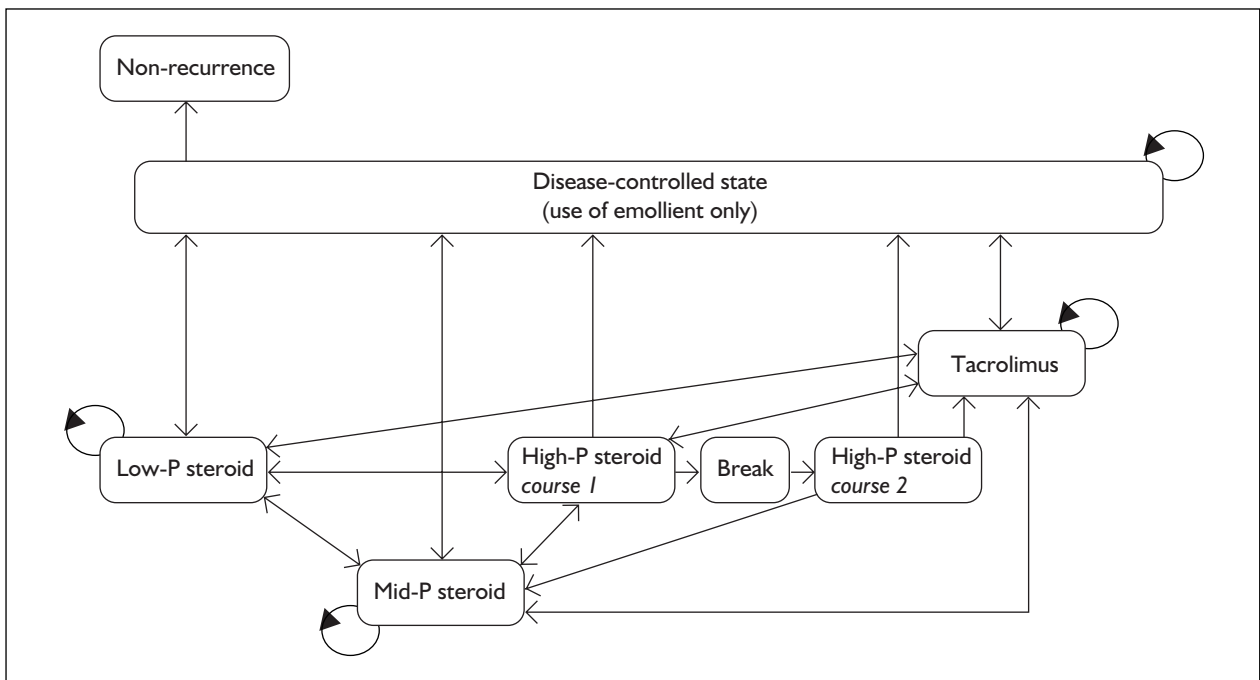 Non-recurrence
Disease-controlled state
(use of emollient only)
Tacrolimus
Low-P steroid
High-P steroid
course 1
Break
High-P steroid
course 2
Mid-P steroid